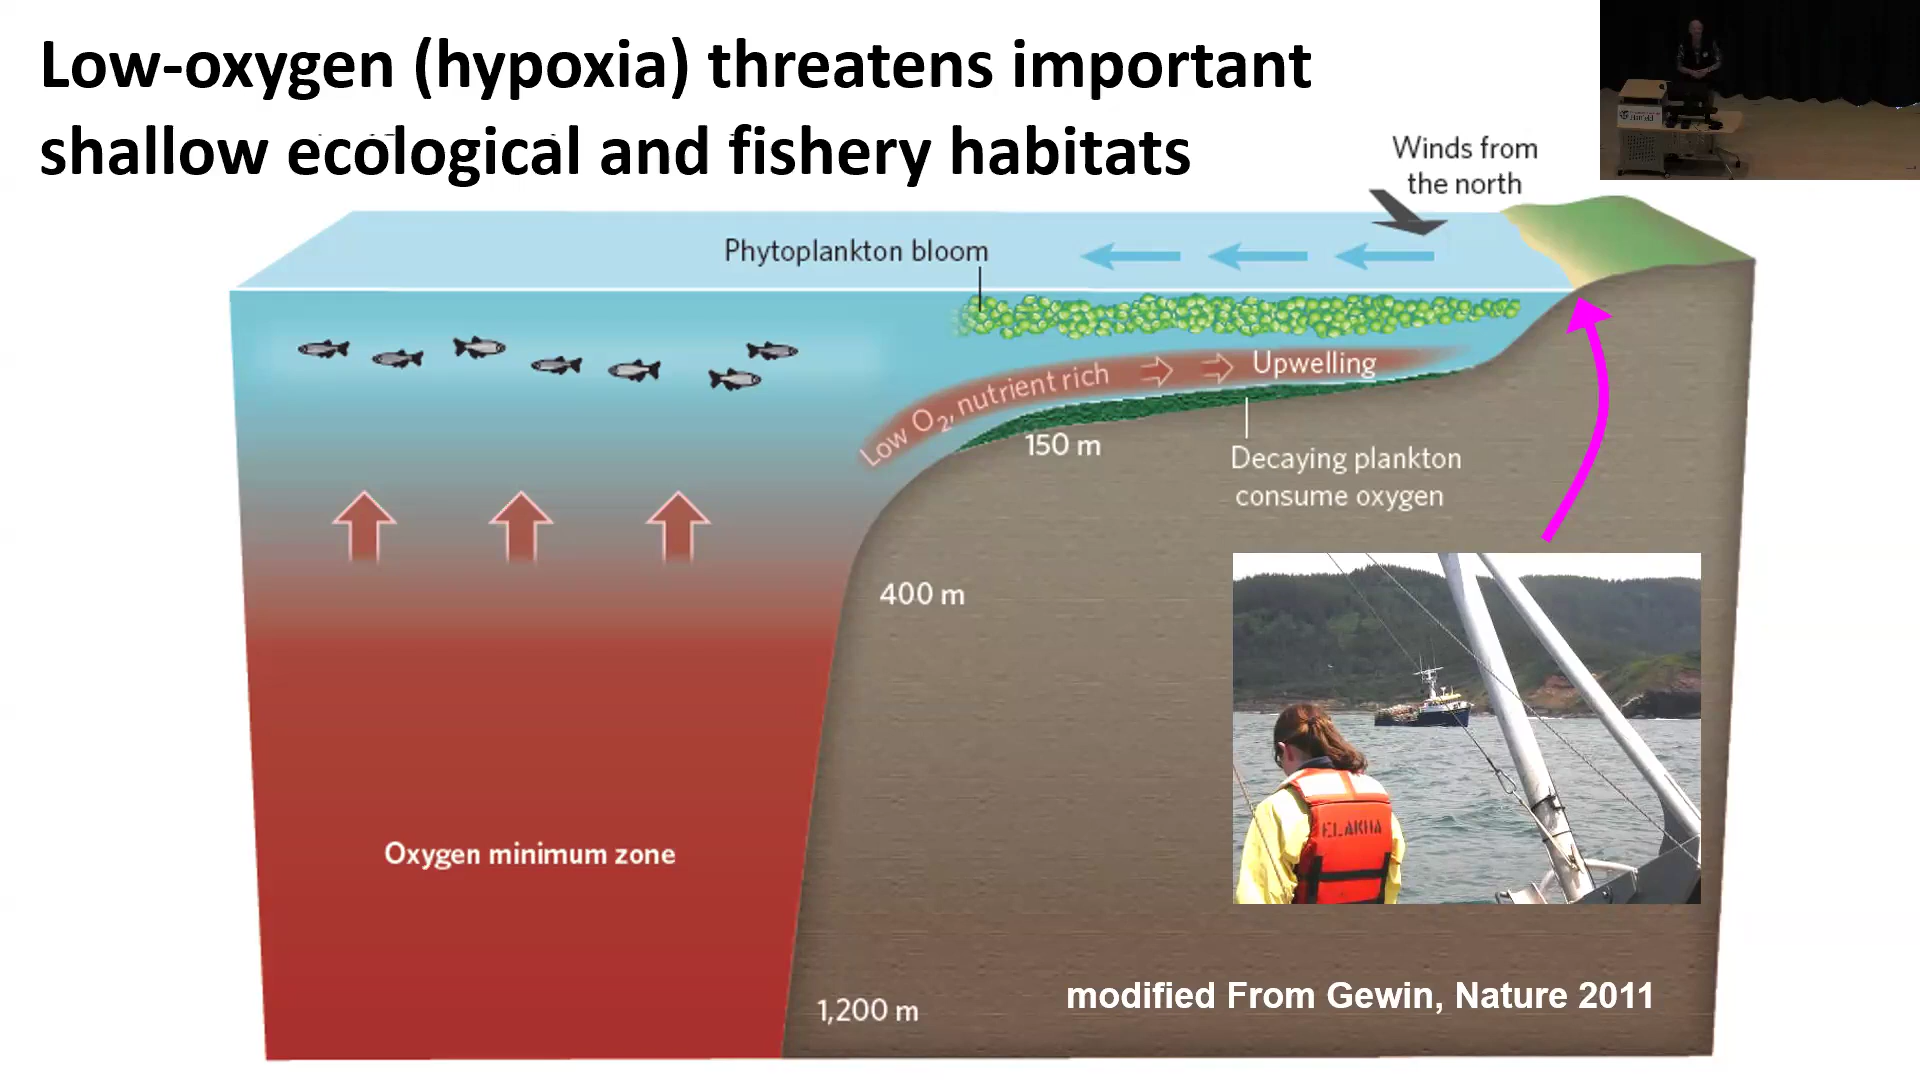 Low-oxygen (hypoxia) threatens important
shallow ecological and fishery habitats
Winds from
the north
Phytoplankton bloom
Low O₂, nutrient rich
Upwelling
150 m
Decaying plankton
consume oxygen
400 m
ELAKHA
Oxygen minimum zone
modified From Gewin, Nature 2011
1,200 m